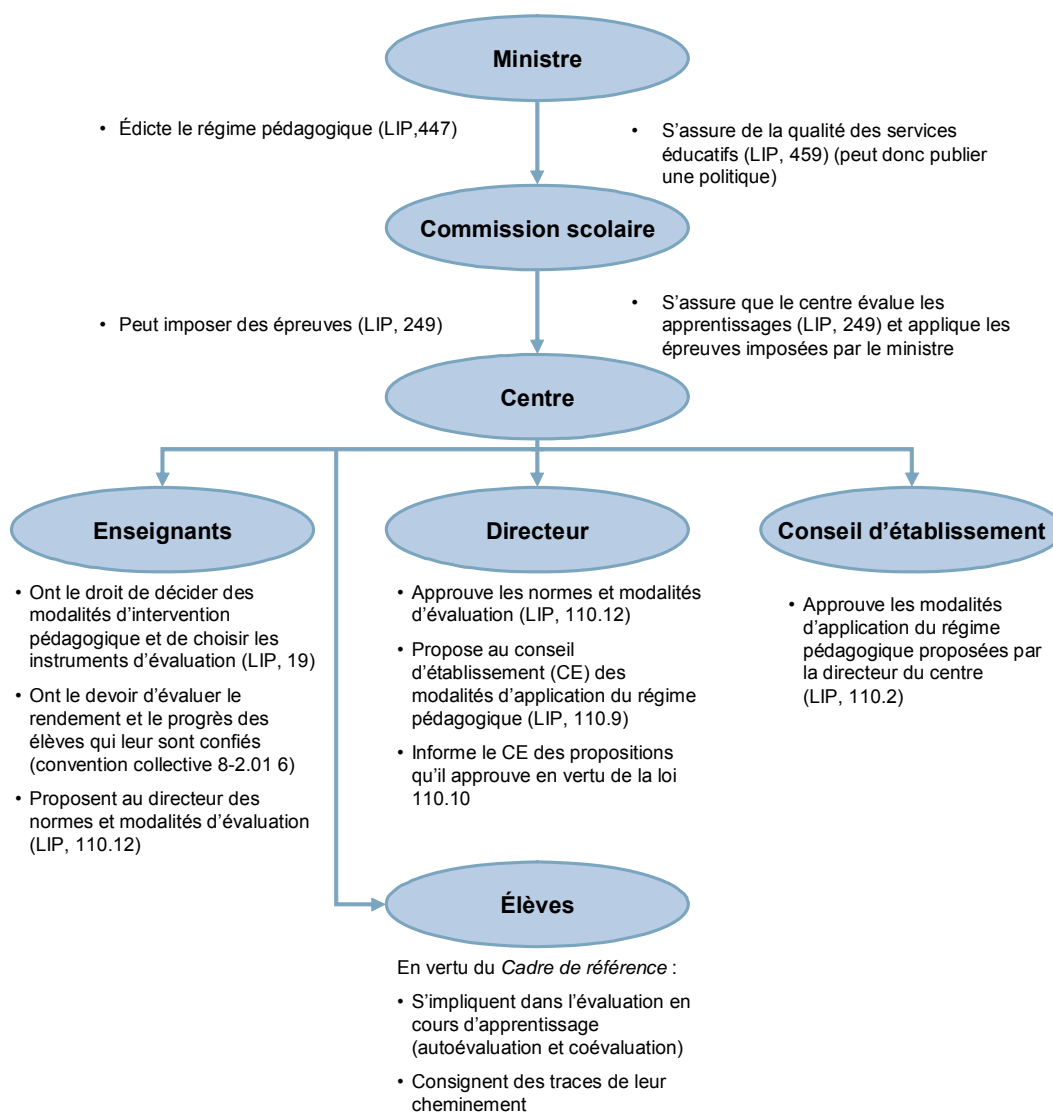 Ministre
• Édicte le régime pédagogique (LIP,447)
• S'assure de la qualité des services
éducatifs (LIP, 459) (peut donc publier
une politique)
Commission scolaire
• Peut imposer des épreuves (LIP, 249)
• S'assure que le centre évalue les
apprentissages (LIP, 249) et applique les
épreuves imposées par le ministre
Centre
Enseignants
• Ont le droit de décider des
modalités d'intervention
pédagogique et de choisir les
instruments d'évaluation (LIP, 19)
• Ont le devoir d'évaluer le
rendement et le progrès des
élèves qui leur sont confiés
(convention collective 8-2.01 6)
• Proposent au directeur des
normes et modalités d'évaluation
(LIP, 110.12)
Directeur
• Approuve les normes et modalités
d'évaluation (LIP, 110.12)
• Propose au conseil
d'établissement (CE) des
modalités d'application du régime
pédagogique (LIP, 110.9)
• Informe le CE des propositions
qu'il approuve en vertu de la loi
110.10
Conseil d'établissement
• Approuve les modalités
d'application du régime
pédagogique proposées par
la directeur du centre
(LIP, 110.2)
Élèves
En vertu du Cadre de référence :
• S'impliquent dans l'évaluation en
cours d'apprentissage
(autoévaluation et coévaluation)
• Consignent des traces de leur
cheminement